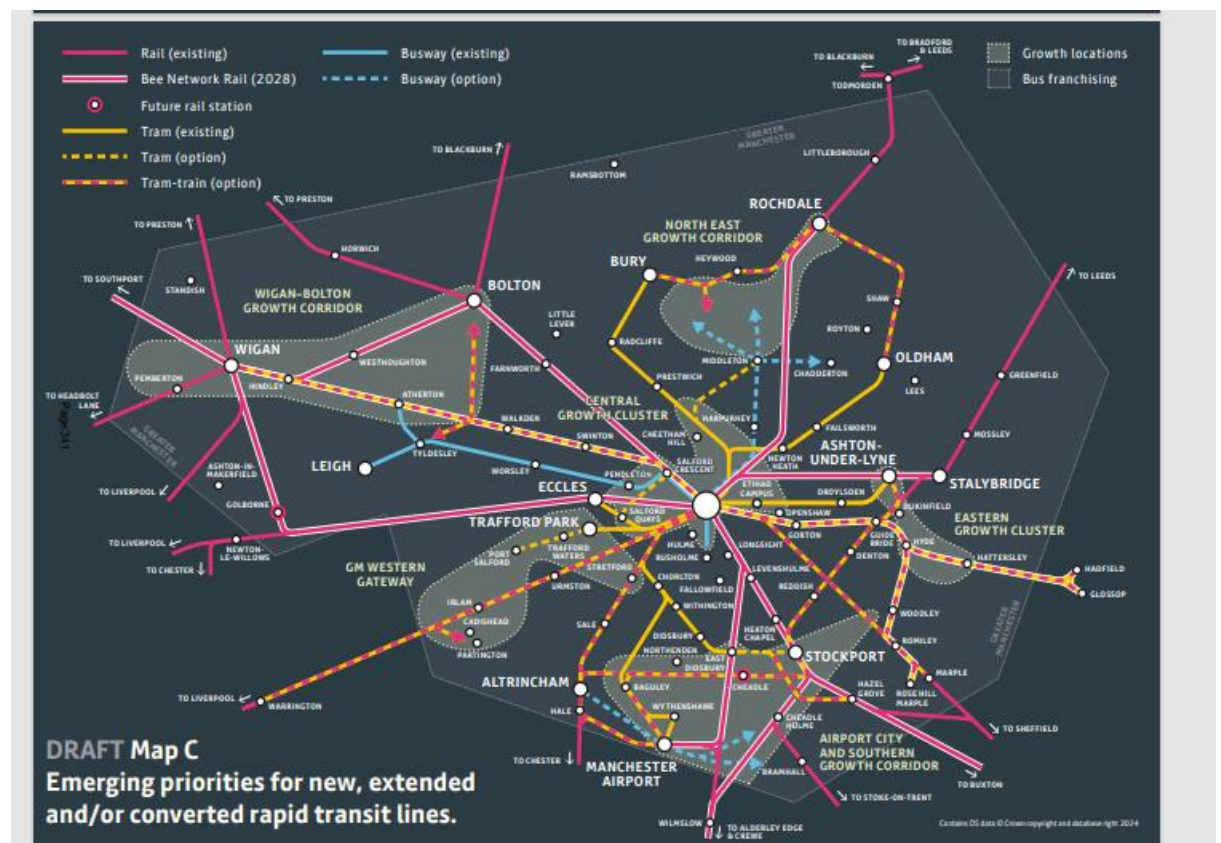 Rail (existing)
Bee Network Rail (2028)
Future rail station
Tram (existing)
Tram (option)
Tram-train (option)
Busway (existing)
Busway (option)
Growth locations
Bus franchising
TO BLACKBURN
TO BRADFORD
& LEEDS
TODMORDEN
LITTLEBOROUGH
GREATER
MANCHESTER
TO BLACKBURN
RAMSBOTTOM
TO PRESTON
TO PRESTON
HORWICH
ROCHDALE
NORTH EAST
GROWTH CORRIDOR
BURY
HEYWOOD
TO SOUTHPORT
STANDISH
WIGAN-BOLTON
GROWTH CORRIDOR
BOLTON
LITTLE
LEVER
SHAW
ROYTON
TO LEEDS
RADCLIFFE
WIGAN
WESTHOUGHTON
FARNWORTH
MIDDLETON
CHADDERTON
OLDHAM
LEES
GREENFIELD
PEMBERTON
HINDLEY
PRESTWICH
TO HEADBOLT
LANE
Page 341
ATHERTON
CENTRAL
GROWTH CLUSTER
HARPURHEY
WALKDEN
SWINTON
CHEETHAM
HILL
FAILSWORTH
MOSSLEY
GREATER
MANCHESTER
TYLDESLEY
LEIGH
WORSLEY
PENDLETON
SALFORD
CRESCENT
NEWTON
HEATH
ASHTON-
UNDER-LYNE
STALYBRIDGE
ASHTON-IN-
MAKERFIELD
TO LIVERPOOL
GOLBORNE
ECCLES
SALFORD
QUAYS
ETIHAD
CAMPUS
DROYLSDEN
DUKINFIELD
TRAFFORD PARK
OPENSHAW
GORTON
EASTERN
GROWTH CLUSTER
TO LIVERPOOL
NEWTON-
LE-WILLOWS
TO CHESTER
PORT
SALFORD
TRAFFORD
WATERS
HULME
RUSHOLME
LONGSIGHT
GUIDE
BRIDGE
HYDE
DENTON
HATTERSLEY
HADFIELD
GLOSSOP
GM WESTERN
GATEWAY
STRETFORD
URMSTON
CHORLTON
FALLOWFIELD
LEVENSHULME
REDDISH
IRLAM
CADISHEAD
PARTINGTON
WITHINGTON
SALE
DIDSBURY
HEATON
CHAPEL
WOODLEY
ROMILEY
GREATER
MANCHESTER
NORTHENDEN
EAST
DIDSBURY
STOCKPORT
MARPLE
ROSE HILL
MARPLE
ALTRINCHAM
BAGULEY
CHEADLE
HAZEL
GROVE
TO LIVERPOOL
WARRINGTON
HALE
WYTHENSHAWE
CHEADLE
HULME
TO SHEFFIELD
TO CHESTER
MANCHESTER
AIRPORT
BRAMHALL
AIRPORT CITY
AND SOUTHERN
GROWTH CORRIDOR
TO BUXTON
TO STOKE-ON-TRENT
WILMSLOW
TO ALDERLEY EDGE
& CREWE
DRAFT Map C
Emerging priorities for new, extended
and/or converted rapid transit lines.
Contains OS data © Crown copyright and database right 2024